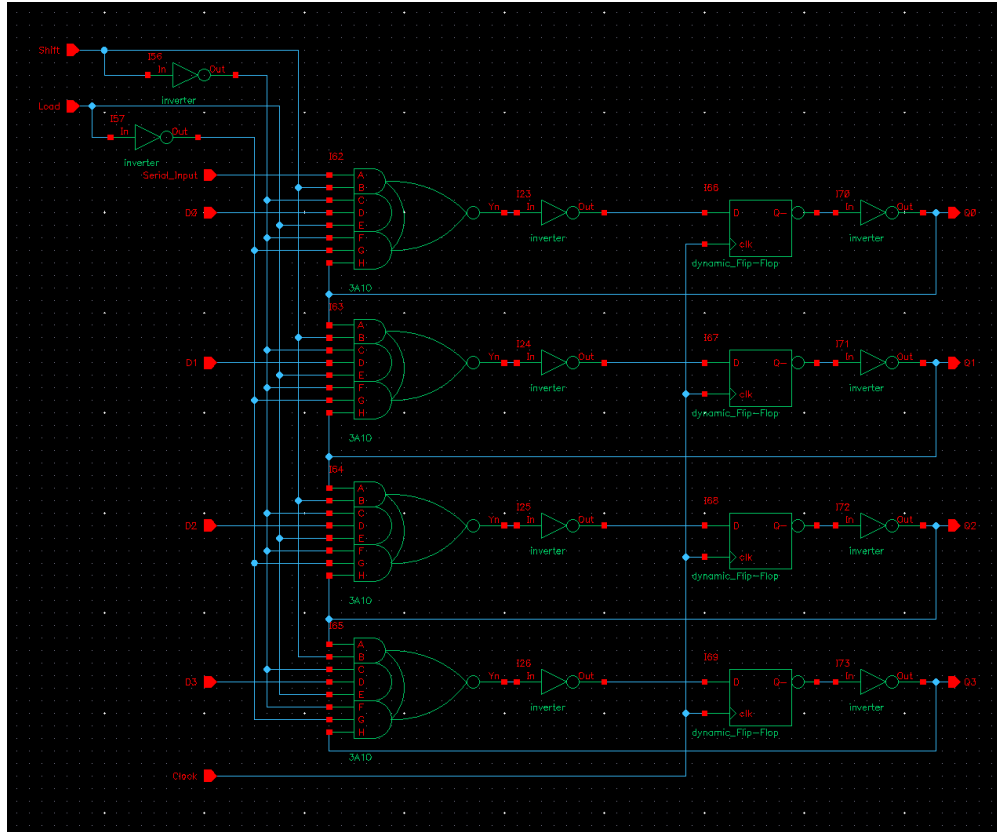 Shift
I56
In Out
inverter
Load
I57
In Out
inverter
Serial_Input
D0
I62
A
B
C
D
E
F
G
H
3A10
Yn
I23
In Out
inverter
D Q-
clk
dynamic_Flip-Flop
I70
In Out
inverter
Q0
D1
I63
A
B
C
D
E
F
G
H
3A10
Yn
I24
In Out
inverter
I67
D Q-
clk
dynamic_Flip-Flop
I71
In Out
inverter
Q1
D2
I64
A
B
C
D
E
F
G
H
3A10
Yn
I25
In Out
inverter
D Q-
clk
dynamic_Flip-Flop
I72
In Out
inverter
Q2
D3
I65
A
B
C
D
E
F
G
H
3A10
Yn
I26
In Out
inverter
I69
D Q-
clk
dynamic_Flip-Flop
I73
In Out
inverter
Q3
Clock